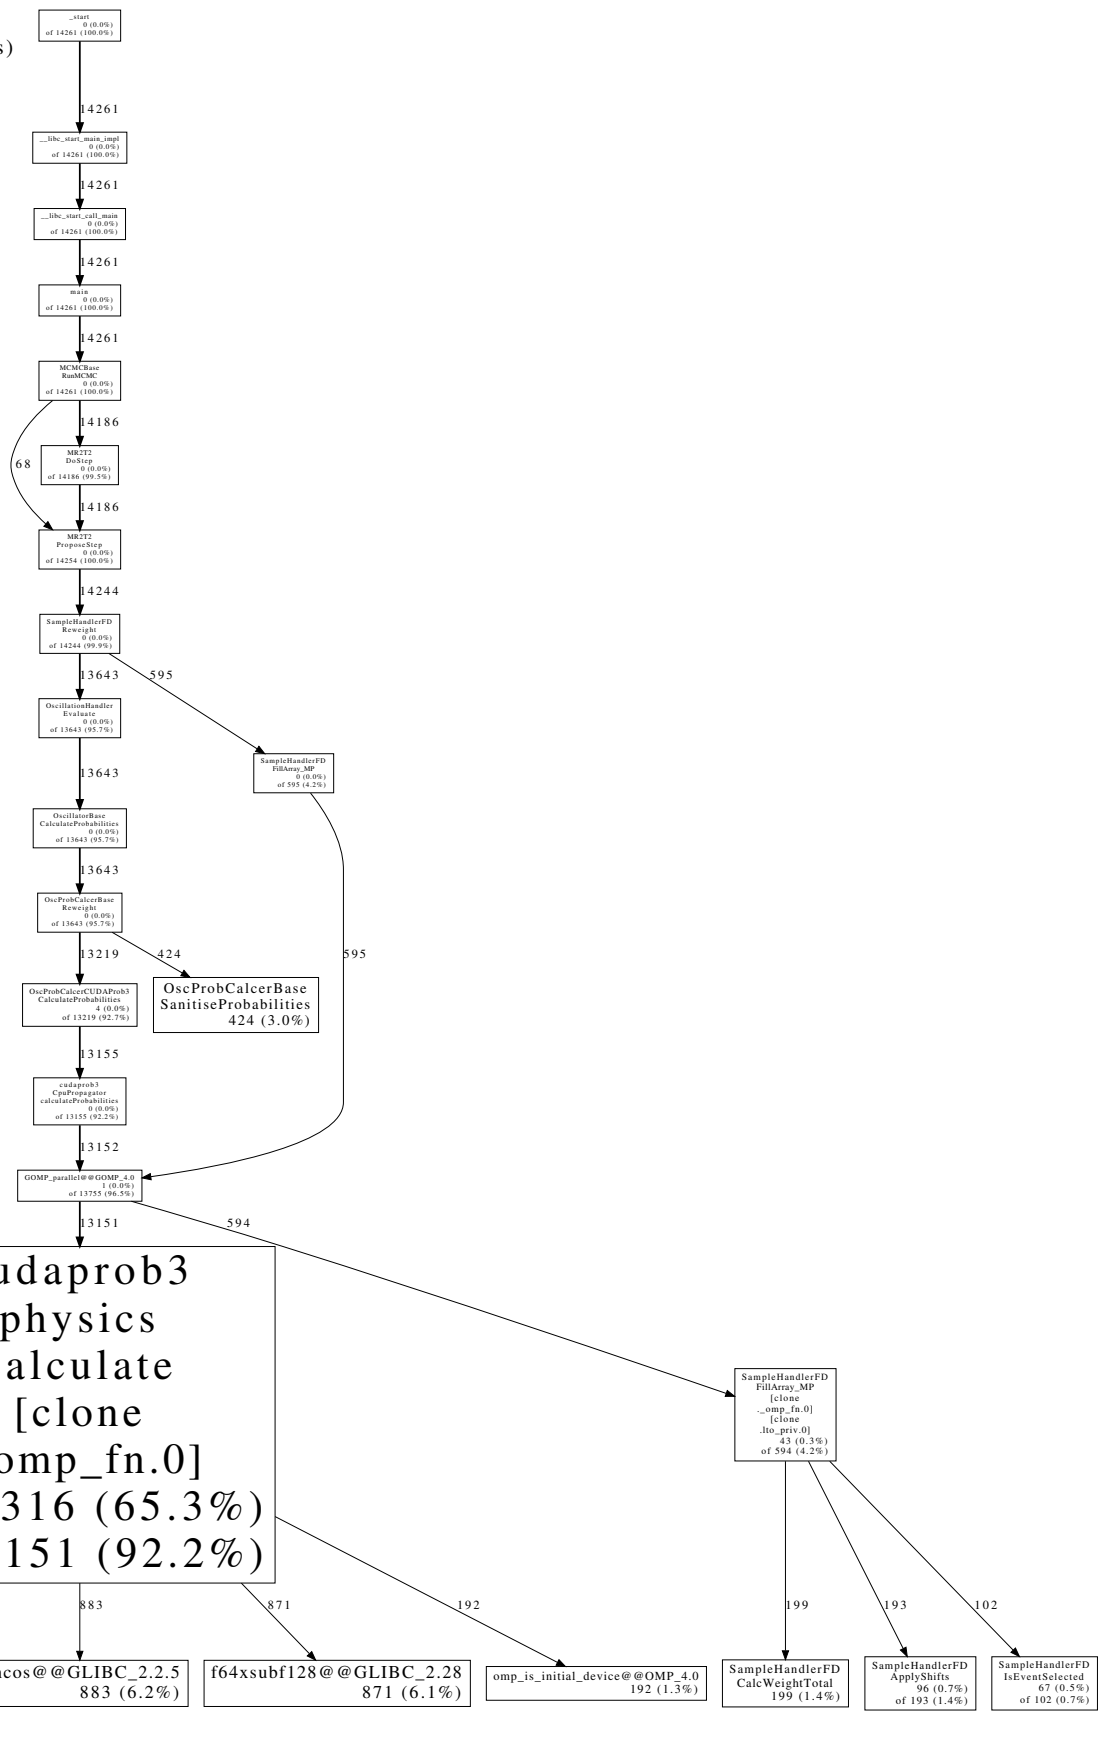 _start
0 (0.0%)
of 14261 (100.0%)
s)
14261
__libc_start_main_impl
0 (0.0%)
of 14261 (100.0%)
14261
__libc_start_call_main
0 (0.0%)
of 14261 (100.0%)
14261
main
0 (0.0%)
of 14261 (100.0%)
14261
MCMCBase
RunMCMC
0 (0.0%)
of 14261 (100.0%)
14186
68
MR2T2
DoStep
0 (0.0%)
of 14186 (99.5%)
14186
MR2T2
ProposeStep
0 (0.0%)
of 14254 (100.0%)
14244
SampleHandlerFD
Reweight
0 (0.0%)
of 14244 (99.9%)
13643
595
OscillationHandler
Evaluate
0 (0.0%)
of 13643 (95.7%)
SampleHandlerFD
FillArray_MP
0 (0.0%)
of 595 (4.2%)
13643
OscillatorBase
CalculateProbabilities
0 (0.0%)
of 13643 (95.7%)
13643
OscProbCalcerBase
Reweight
0 (0.0%)
of 13643 (95.7%)
13219
424
595
OscProbCalcerCUDAProb3
CalculateProbabilities
4 (0.0%)
of 13219 (92.7%)
OscProbCalcerBase
SanitiseProbabilities
424 (3.0%)
13155
cudaprob3
CpuPropagator
calculateProbabilities
0 (0.0%)
of 13155 (92.2%)
13152
GOMP_parallel@@GOMP_4.0
1 (0.0%)
of 13755 (96.5%)
13151
594
udaprob3
physics
alculate
[clone
omp_fn.0]
316 (65.3%)
151 (92.2%)
SampleHandlerFD
FillArray_MP
[clone
._omp_fn.0]
[clone
.lto_priv.0]
43 (0.3%)
of 594 (4.2%)
883
871
192
199
193
102
ncos@@GLIBC_2.2.5
883 (6.2%)
f64xsubf128@@GLIBC_2.28
871 (6.1%)
omp_is_initial_device@@OMP_4.0
192 (1.3%)
SampleHandlerFD
CalcWeightTotal
199 (1.4%)
SampleHandlerFD
ApplyShifts
96 (0.7%)
of 193 (1.4%)
SampleHandlerFD
IsEventSelected
67 (0.5%)
of 102 (0.7%)